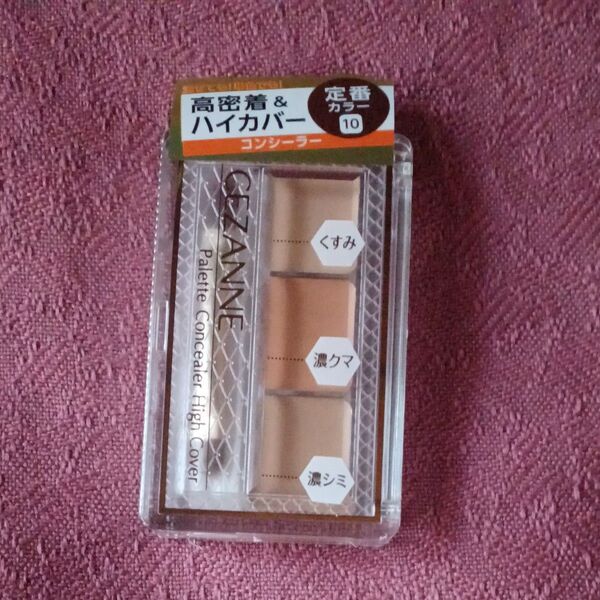 高密着&
ハイカバー
コンシーラー
定番
カラー
10
CEZANNE
Palette Concealer High Cover
くすみ
濃クマ
濃シミ